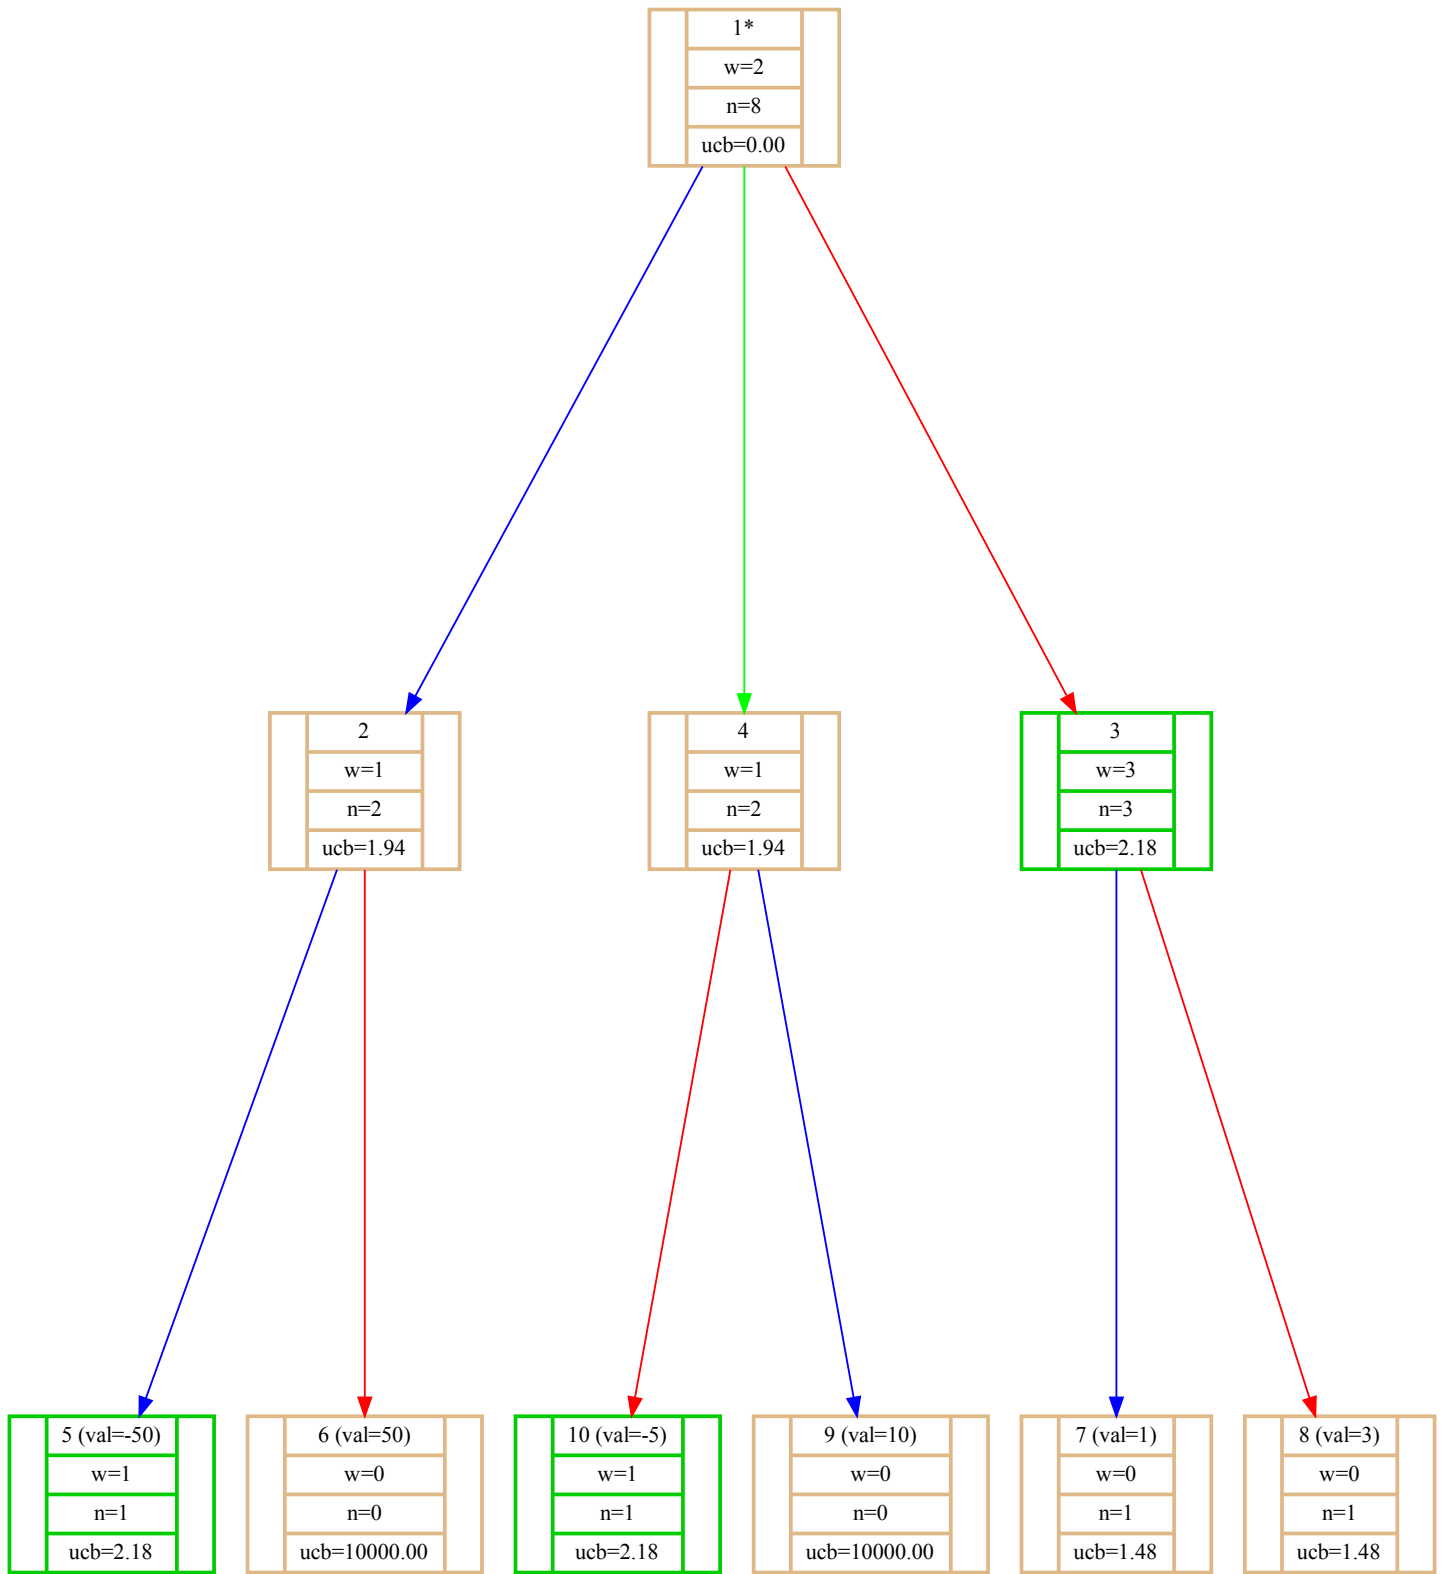 1*
w=2
n=8
ucb=0.00
2
w=1
n=2
ucb=1.94
4
w=1
n=2
ucb=1.94
3
w=3
n=3
ucb=2.18
5 (val=-50)
w=1
n=1
ucb=2.18
6 (val=50)
w=0
n=0
ucb=10000.00
10 (val=-5)
w=1
n=1
ucb=2.18
9 (val=10)
w=0
n=0
ucb=10000.00
7 (val=1)
w=0
n=1
ucb=1.48
8 (val=3)
w=0
n=1
ucb=1.48